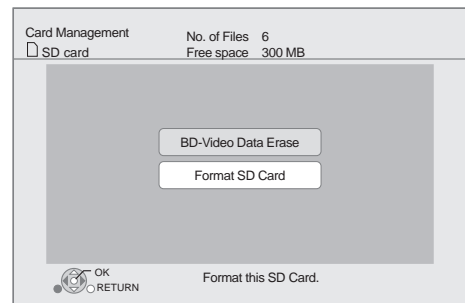 Card Management
No. of Files 6
SD card
Free space 300 MB
BD-Video Data Erase
Format SD Card
OK
RETURN
Format this SD Card.